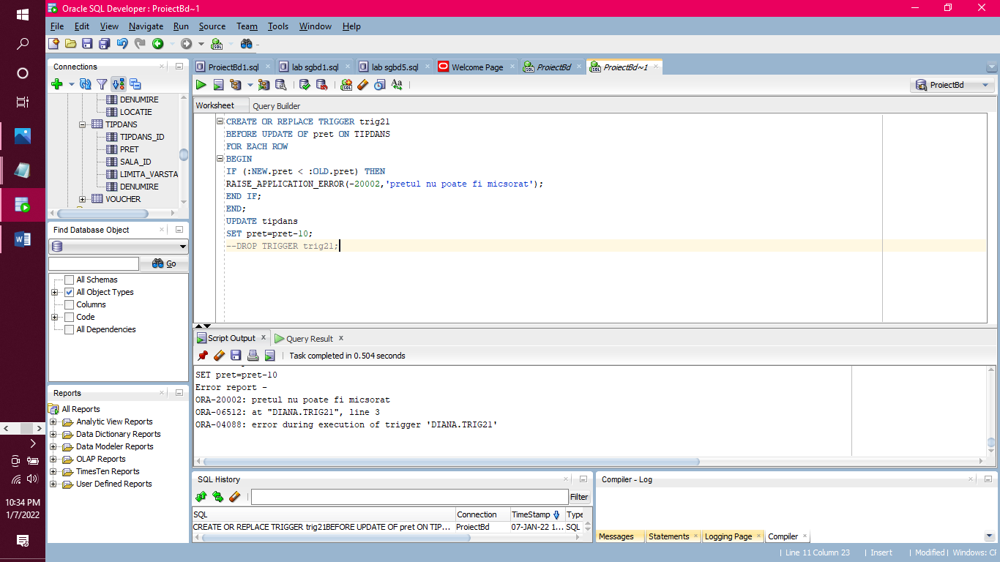 Oracle SQL Developer : ProiectBd~1
File Edit View Navigate Run Source Team Tools Window Help
Connections
DENUMIRE
LOCATIE
TIPDANS
TIPDANS_ID
PRET
SALA_ID
LIMITA_VARSTA
DENUMIRE
VOUCHER
Find Database Object
Go
All Schemas
All Object Types
Columns
Code
All Dependencies
Reports
All Reports
Analytic View Reports
Data Dictionary Reports
Data Modeler Reports
OLAP Reports
TimesTen Reports
User Defined Reports
ProiectBd1.sql lab sgbd1.sql lab sgbd5.sql Welcome Page ProiectBd ProiectBd~1
ProiectBd
Worksheet Query Builder
CREATE OR REPLACE TRIGGER trig21
BEFORE UPDATE OF pret ON TIPDANS
FOR EACH ROW
BEGIN
IF (:NEW.pret < :OLD.pret) THEN
RAISE_APPLICATION_ERROR(-20002,'pretul nu poate fi micsorat');
END IF;
END;
UPDATE tipdans
SET pret=pret-10;
--DROP TRIGGER trig21;
Script Output Query Result
Task completed in 0.504 seconds
SET pret=pret-10
Error report -
ORA-20002: pretul nu poate fi micsorat
ORA-06512: at "DIANA.TRIG21", line 3
ORA-04088: error during execution of trigger 'DIANA.TRIG21'
SQL History
Filter
SQL Connection TimeStamp Type
CREATE OR REPLACE TRIGGER trig21BEFORE UPDATE OF pret ON TIP... ProiectBd 07-JAN-22 1... SQL
Compiler - Log
Messages Statements Logging Page Compiler
Line 11 Column 23 Insert Modified Windows: CF
10:34 PM
1/7/2022